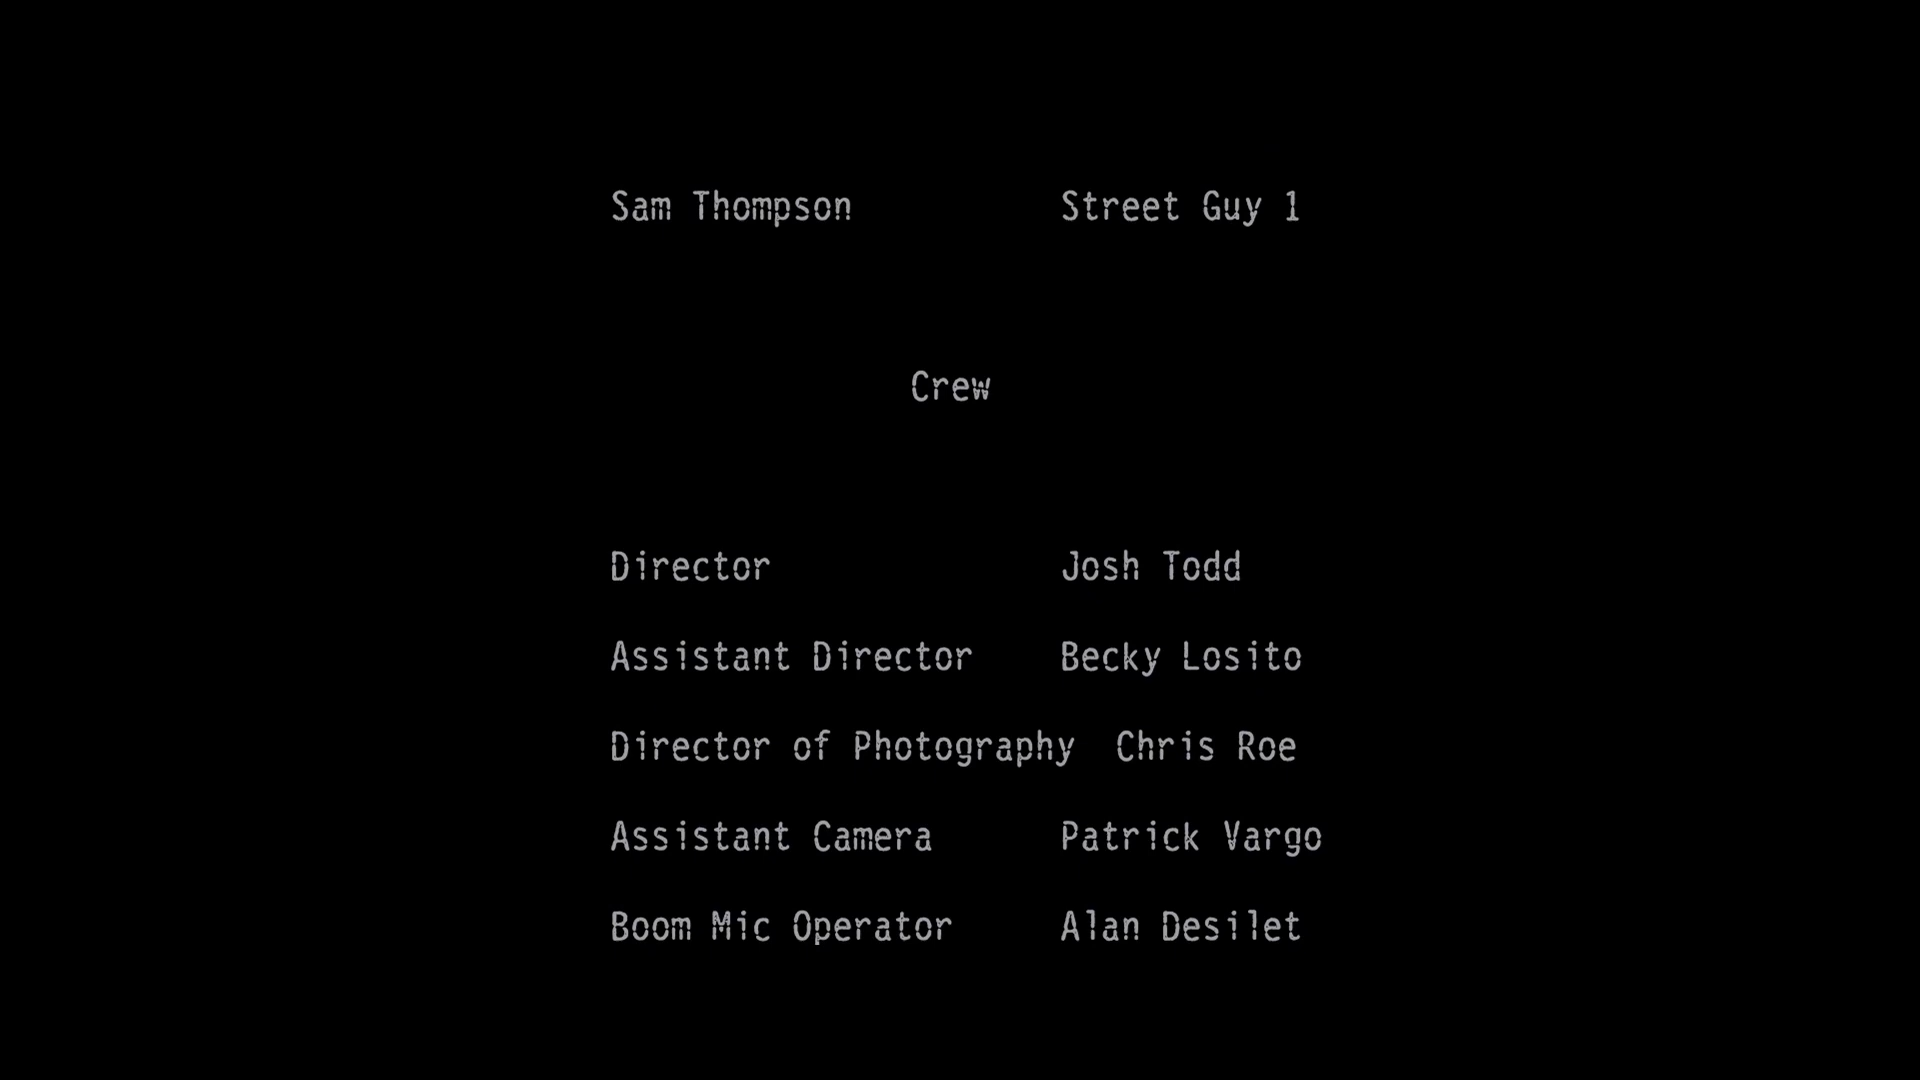 Sam Thompson Street Guy 1
Crew
Director Josh Todd
Assistant Director Becky Losito
Director of Photography Chris Roe
Assistant Camera Patrick Vargo
Boom Mic Operator Alan Desilet